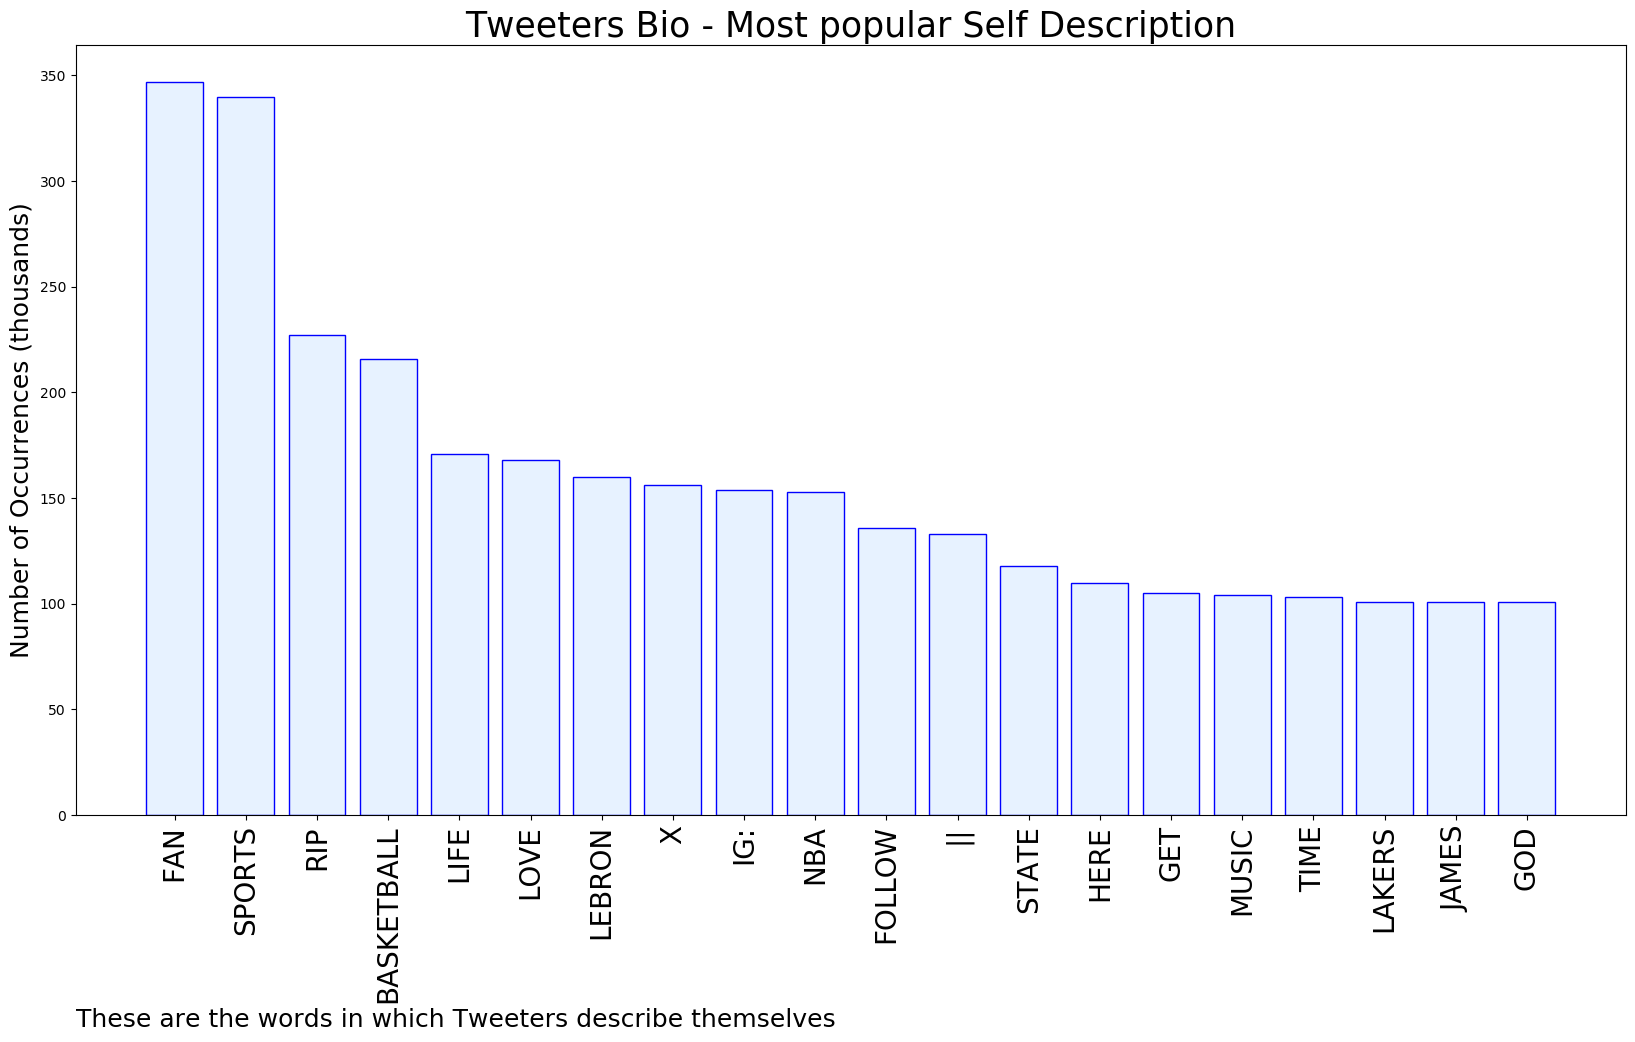 Tweeters Bio - Most popular Self Description
Number of Occurrences (thousands)
350
300
250
200
150
100
50
0
FAN
SPORTS
RIP
BASKETBALL
LIFE
LOVE
LEBRON
X
IG:
NBA
FOLLOW
||
STATE
HERE
GET
MUSIC
TIME
LAKERS
JAMES
GOD
These are the words in which Tweeters describe themselves